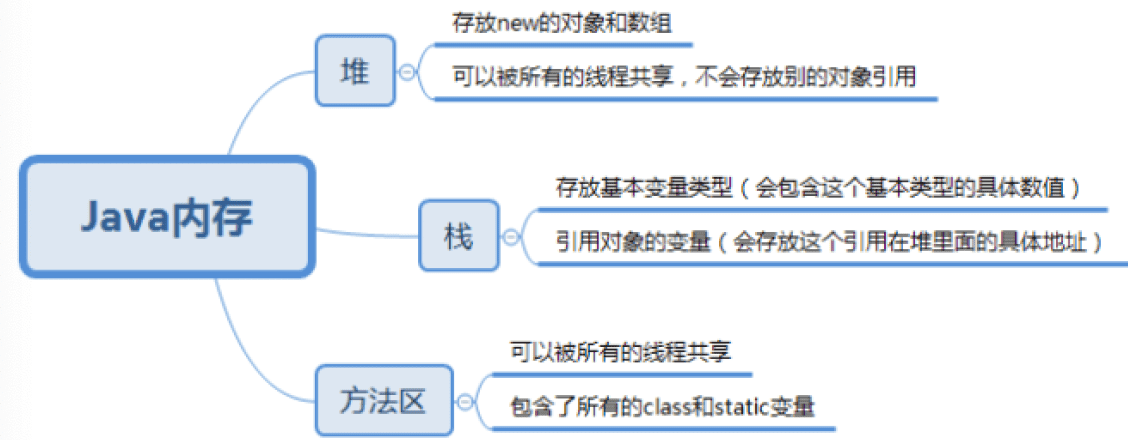 存放new的对象和数组
堆
可以被所有的线程共享，不会存放别的对象引用
Java内存
存放基本变量类型（会包含这个基本类型的具体数值）
栈
引用对象的变量（会存放这个引用在堆里面的具体地址）
可以被所有的线程共享
方法区
包含了所有的class和static变量